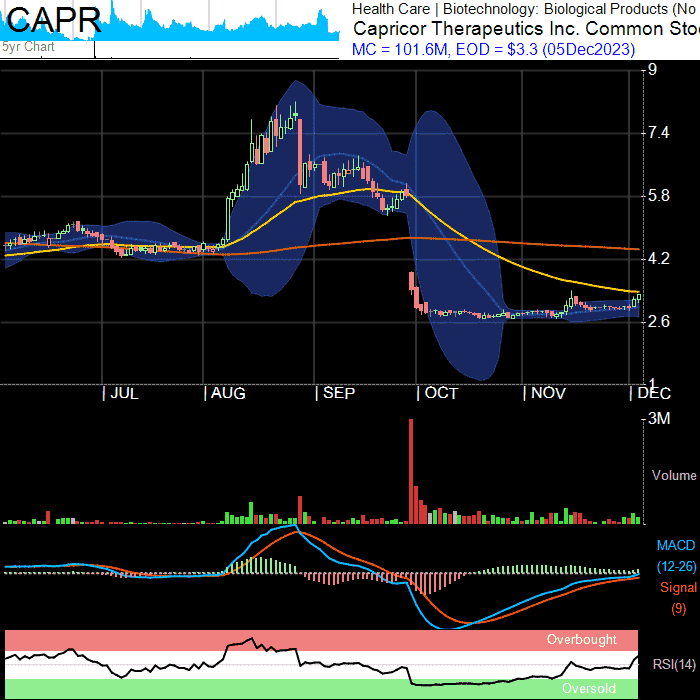 CAPR
5yr Chart
Health Care | Biotechnology: Biological Products (No
Capricor Therapeutics Inc. Common Sto
MC = 101.6M, EOD = $3.3 (05Dec2023)
9
7.4
5.8
4.2
2.6
1
JUL AUG SEP OCT NOV DEC
3M
Volume
MACD
(12-26)
Signal
(9)
Overbought
RSI(14)
Oversold